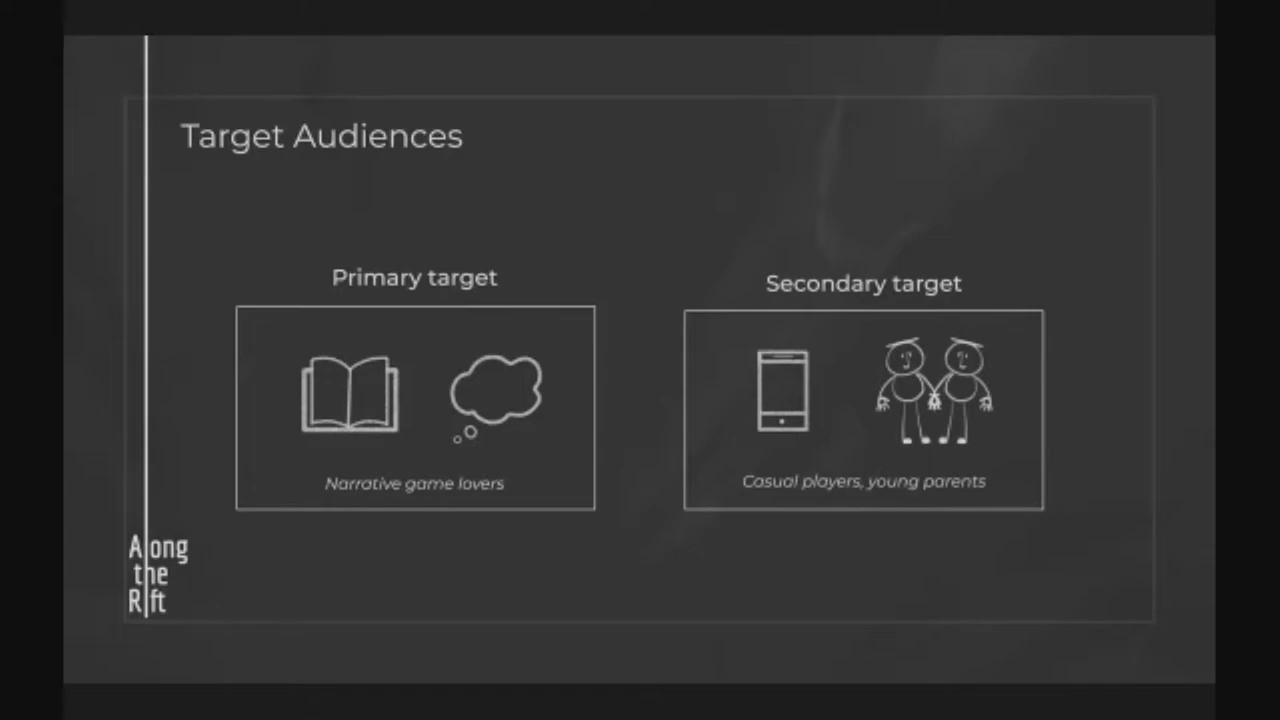 Target Audiences
Primary target
Secondary target
Narrative game lovers
Casual players, young parents
Along
the
Rift